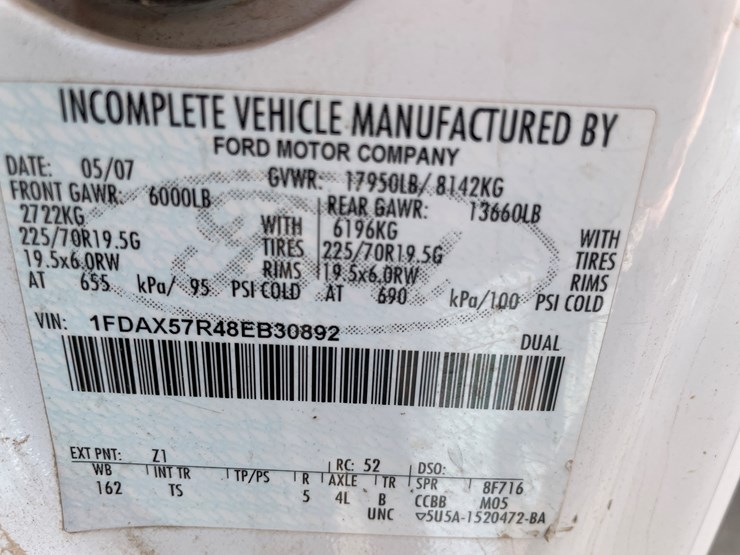 INCOMPLETE VEHICLE MANUFACTURED BY
FORD MOTOR COMPANY
DATE: 05/07 GVWR: 17950LB/ 8142KG
FRONT GAWR: 6000LB REAR GAWR: 13660LB
2722KG WITH 6196KG WITH
225/70R19.5G TIRES 225/70R19.5G TIRES
19.5x6.0RW RIMS 19.5x6.0RW RIMS
AT 655 kPa/ 95 PSI COLD AT 690 kPa/100 PSI COLD
VIN: 1FDAX57R48EB30892 DUAL
EXT PNT: Z1 RC: 52 DSO:
WB INT TR TP/PS R AXLE TR SPR 8F716
162 TS 5 4L B CCBB M05
UNC ▽5U5A-1520472-BA